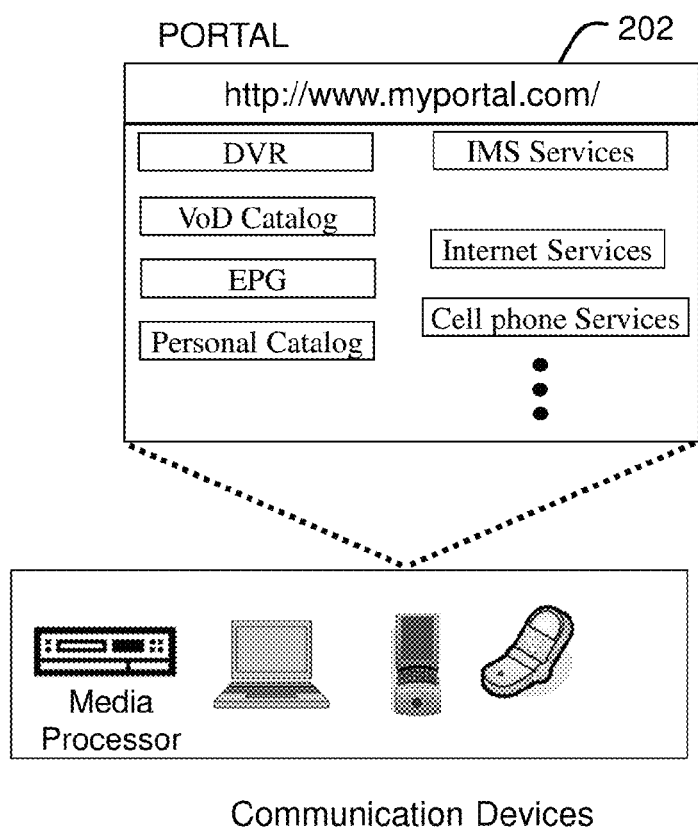 PORTAL
202
http://www.myportal.com/
DVR
IMS Services
VoD Catalog
Internet Services
EPG
Cell phone Services
Personal Catalog
Media
Processor
Communication Devices